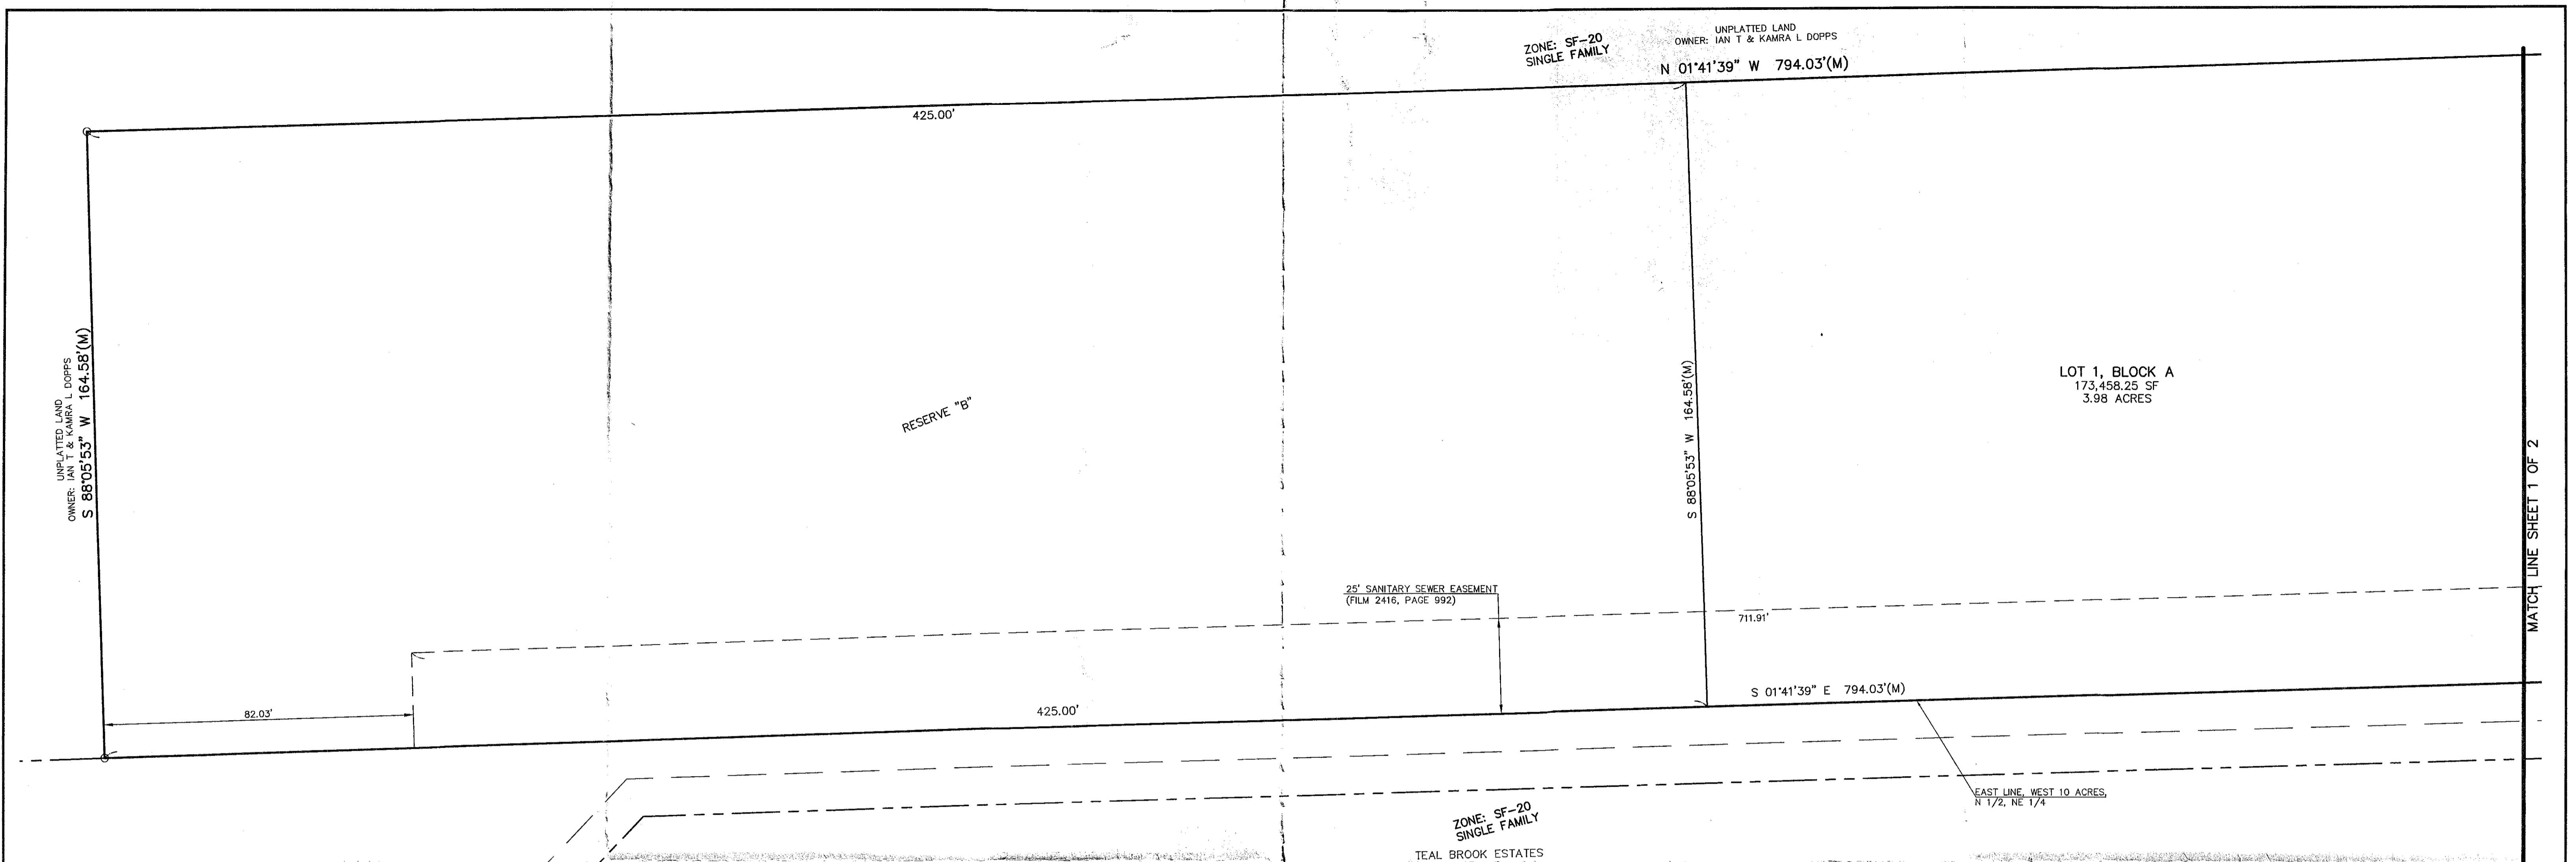 UNPLATTED LAND
OWNER: IAN T & KAMRA L DOPPS
ZONE: SF-20
SINGLE FAMILY
N 01°41'39" W 794.03'(M)
425.00'
UNPLATTED LAND
OWNER: IAN T & KAMRA L DOPPS
S 88°05'53" W 164.58'(M)
RESERVE "B"
S 88°05'53" W 164.58'(M)
LOT 1, BLOCK A
173,458.25 SF
3.98 ACRES
MATCH LINE SHEET 1 OF 2
25' SANITARY SEWER EASEMENT
(FILM 2416, PAGE 992)
711.91'
S 01°41'39" E 794.03'(M)
82.03'
425.00'
EAST LINE, WEST 10 ACRES,
N 1/2, NE 1/4
ZONE: SF-20
SINGLE FAMILY
TEAL BROOK ESTATES